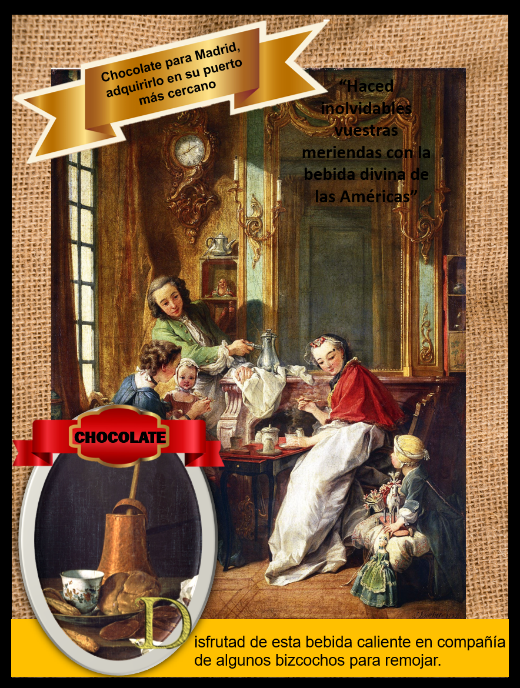 Chocolate para Madrid,
adquirirlo en su puerto
más cercano
“Haced
inolvidables
vuestras
meriendas con la
bebida divina de
las Américas”
CHOCOLATE
Disfrutad de esta bebida caliente en compañía
de algunos bizcochos para remojar.